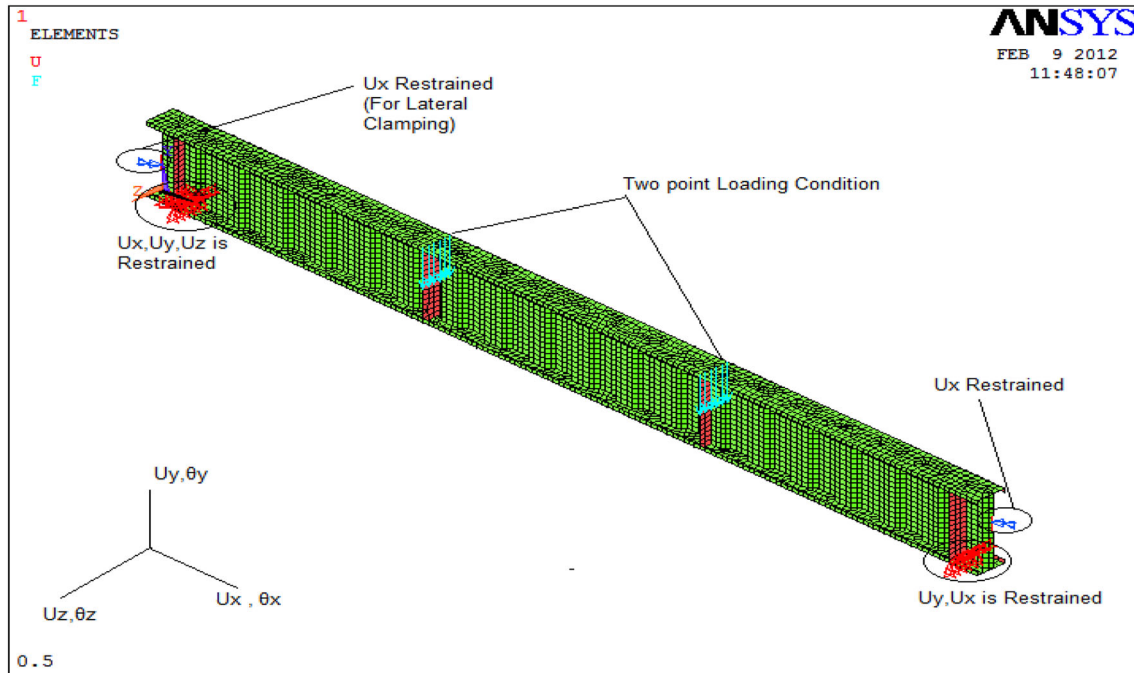 1
ELEMENTS
U
F
ANSYS
FEB 9 2012
11:48:07
Ux Restrained
(For Lateral
Clamping)
Two point Loading Condition
Z
Ux,Uy,Uz is
Restrained
Ux Restrained
Uy,θy
Ux , θx
Uz,θz
Uy,Ux is Restrained
0.5